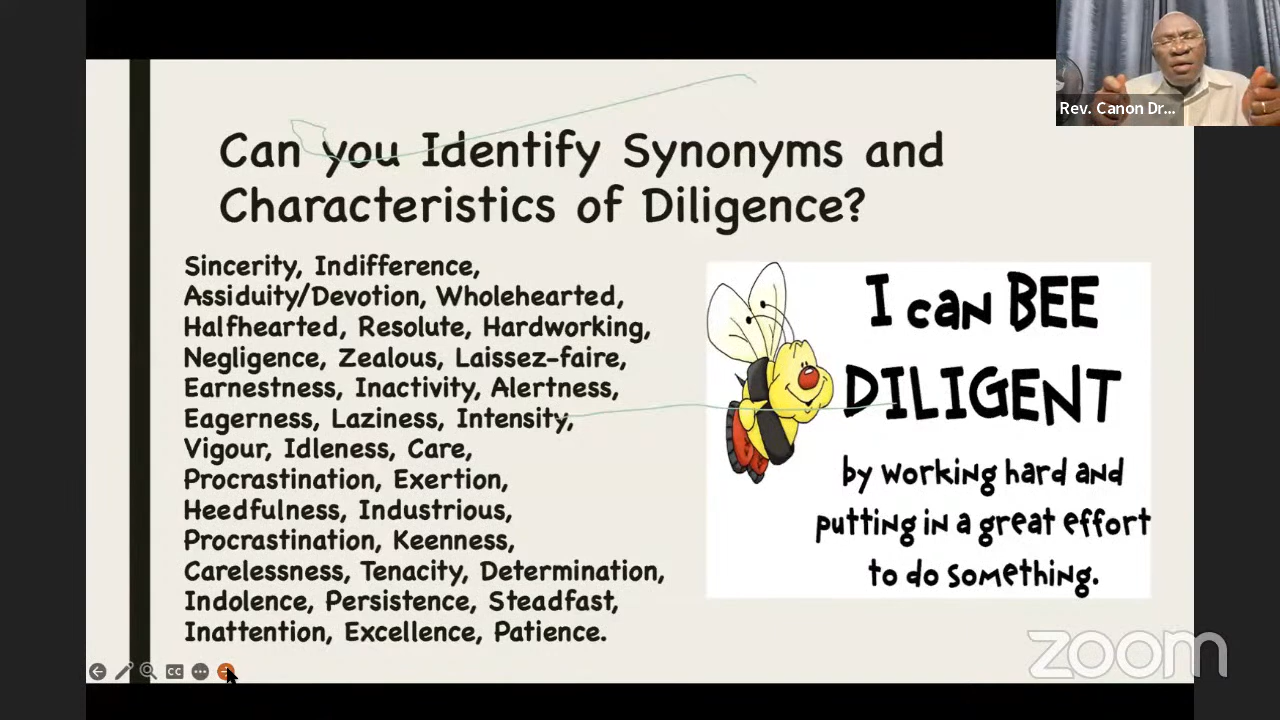 Rev. Canon Dr...
Can you Identify Synonyms and
Characteristics of Diligence?
Sincerity, Indifference,
Assiduity/Devotion, Wholehearted,
Halfhearted, Resolute, Hardworking,
Negligence, Zealous, Laissez-faire,
Earnestness, Inactivity, Alertness,
Eagerness, Laziness, Intensity,
Vigour, Idleness, Care,
Procrastination, Exertion,
Heedfulness, Industrious,
Procrastination, Keenness,
Carelessness, Tenacity, Determination,
Indolence, Persistence, Steadfast,
Inattention, Excellence, Patience.
I can BEE
DILIGENT
by working hard and
putting in a great effort
to do something.
CC
zoom